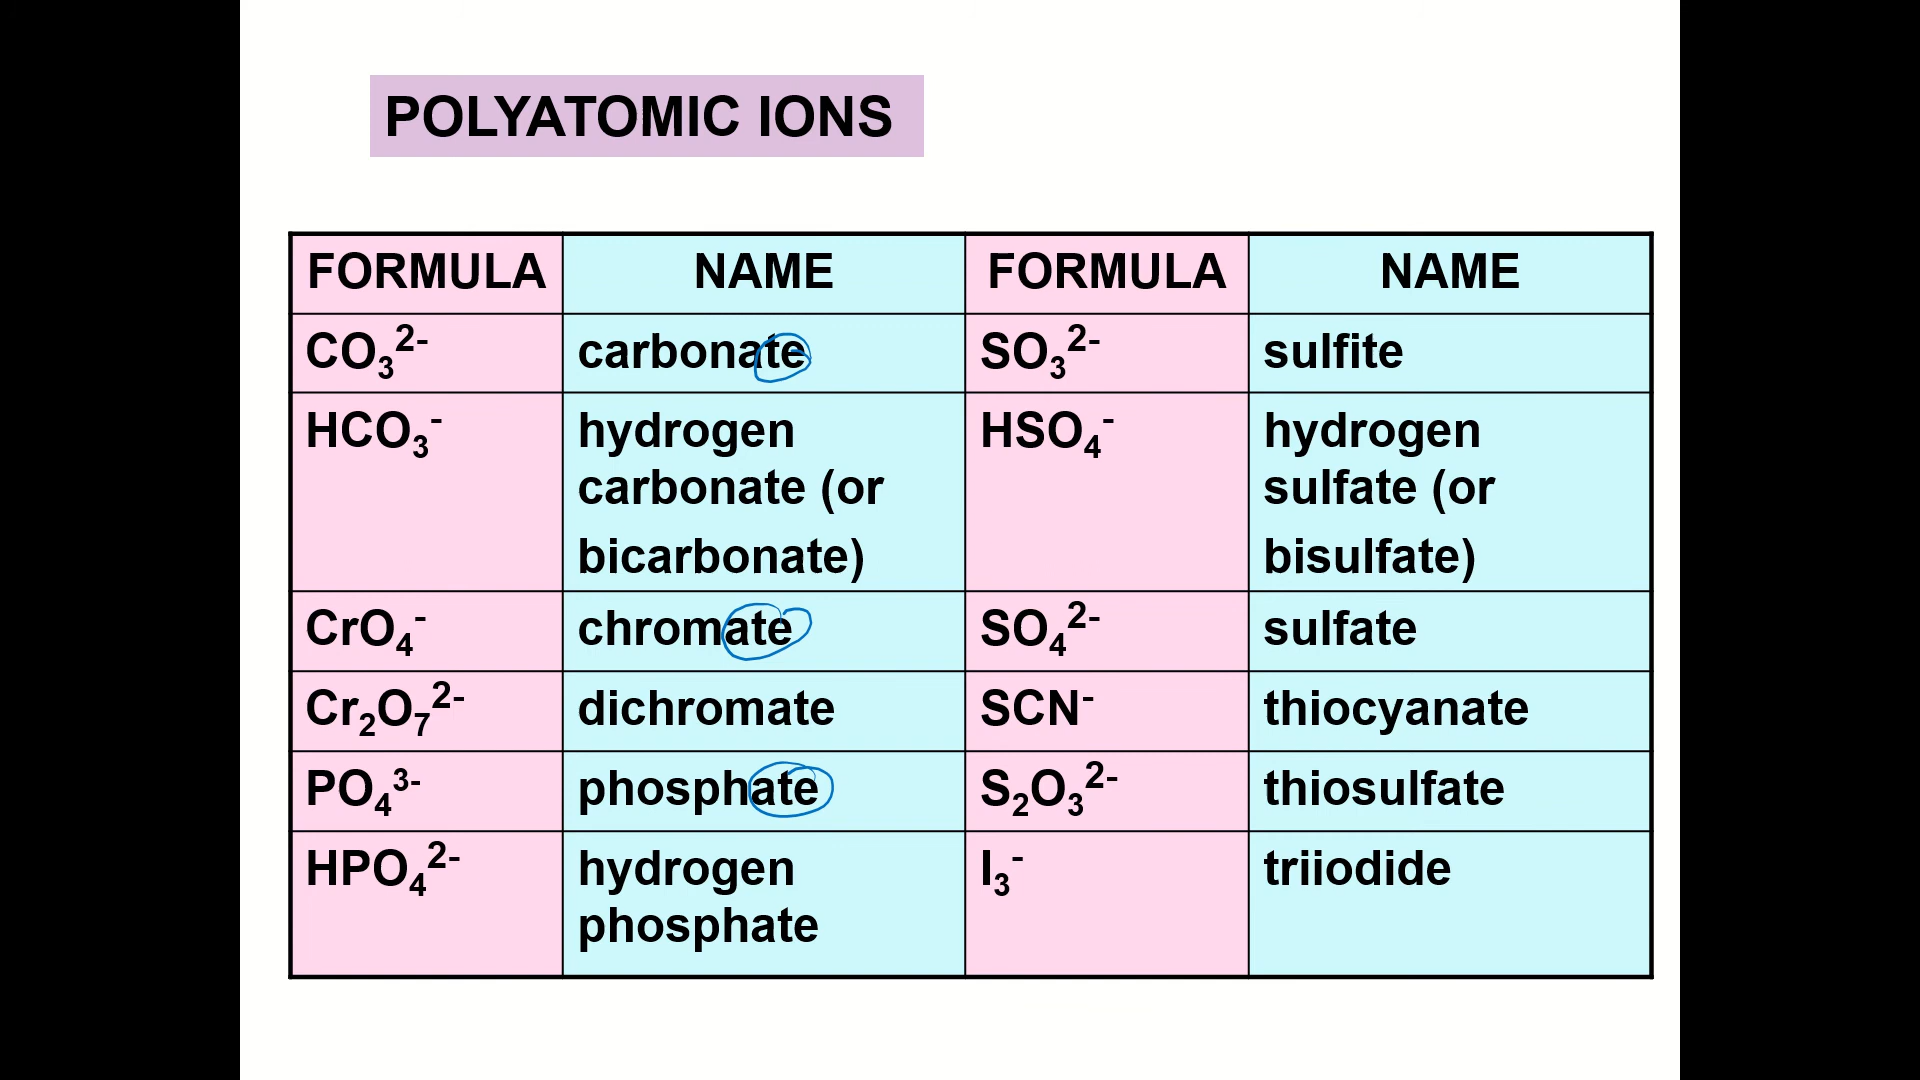 POLYATOMIC IONS
FORMULA NAME FORMULA NAME
CO₃²⁻ carbonate SO₃²⁻ sulfite
HCO₃⁻ hydrogen HSO₄⁻ hydrogen
carbonate (or sulfate (or
bicarbonate) bisulfate)
CrO₄⁻ chromate SO₄²⁻ sulfate
Cr₂O₇²⁻ dichromate SCN⁻ thiocyanate
PO₄³⁻ phosphate S₂O₃²⁻ thiosulfate
HPO₄²⁻ hydrogen I₃⁻ triiodide
phosphate